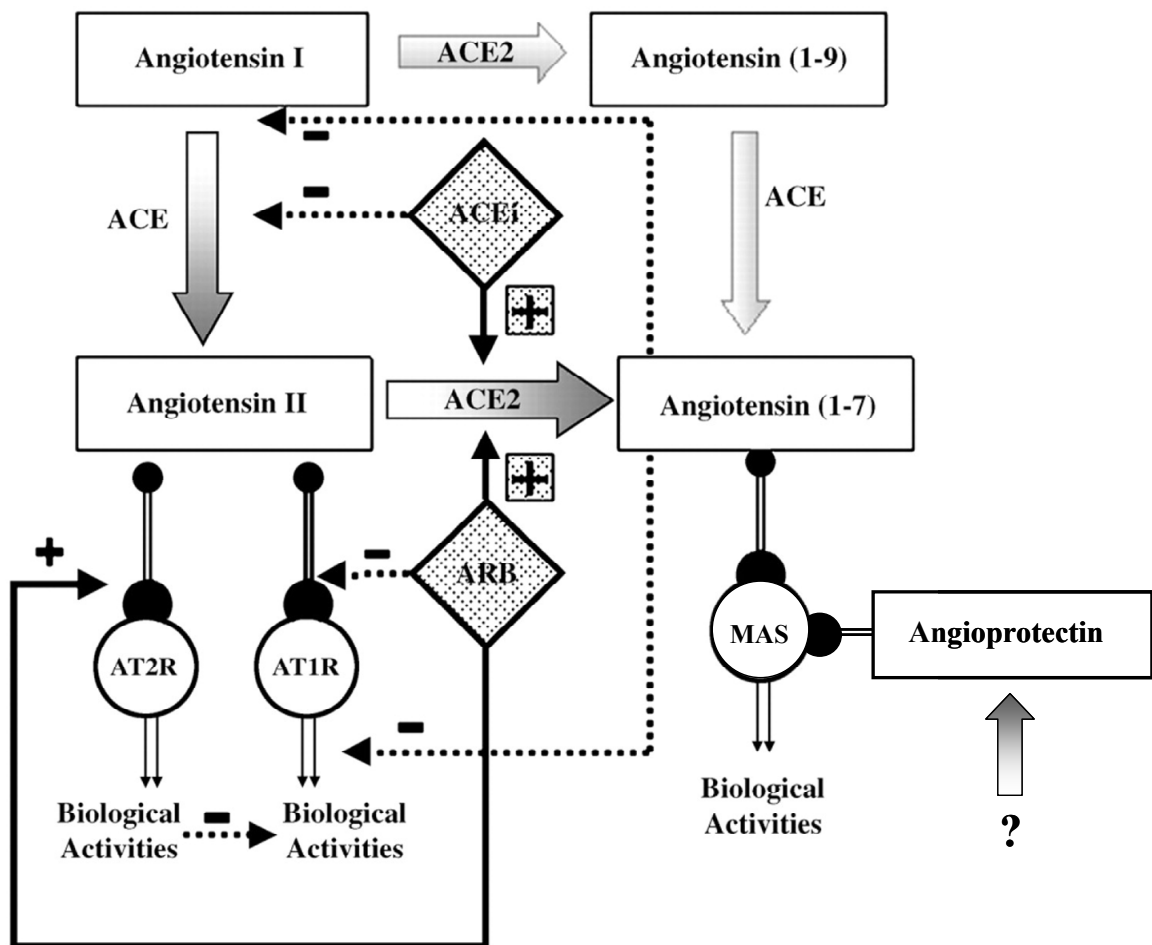 Angiotensin I
ACE2
Angiotensin (1-9)
-
-
ACEi
ACE
ACE
+
Angiotensin II
ACE2
Angiotensin (1-7)
+
+
-
ARB
AT2R
AT1R
MAS
Angioprotectin
-
Biological
Activities
-
Biological
Activities
Biological
Activities
?